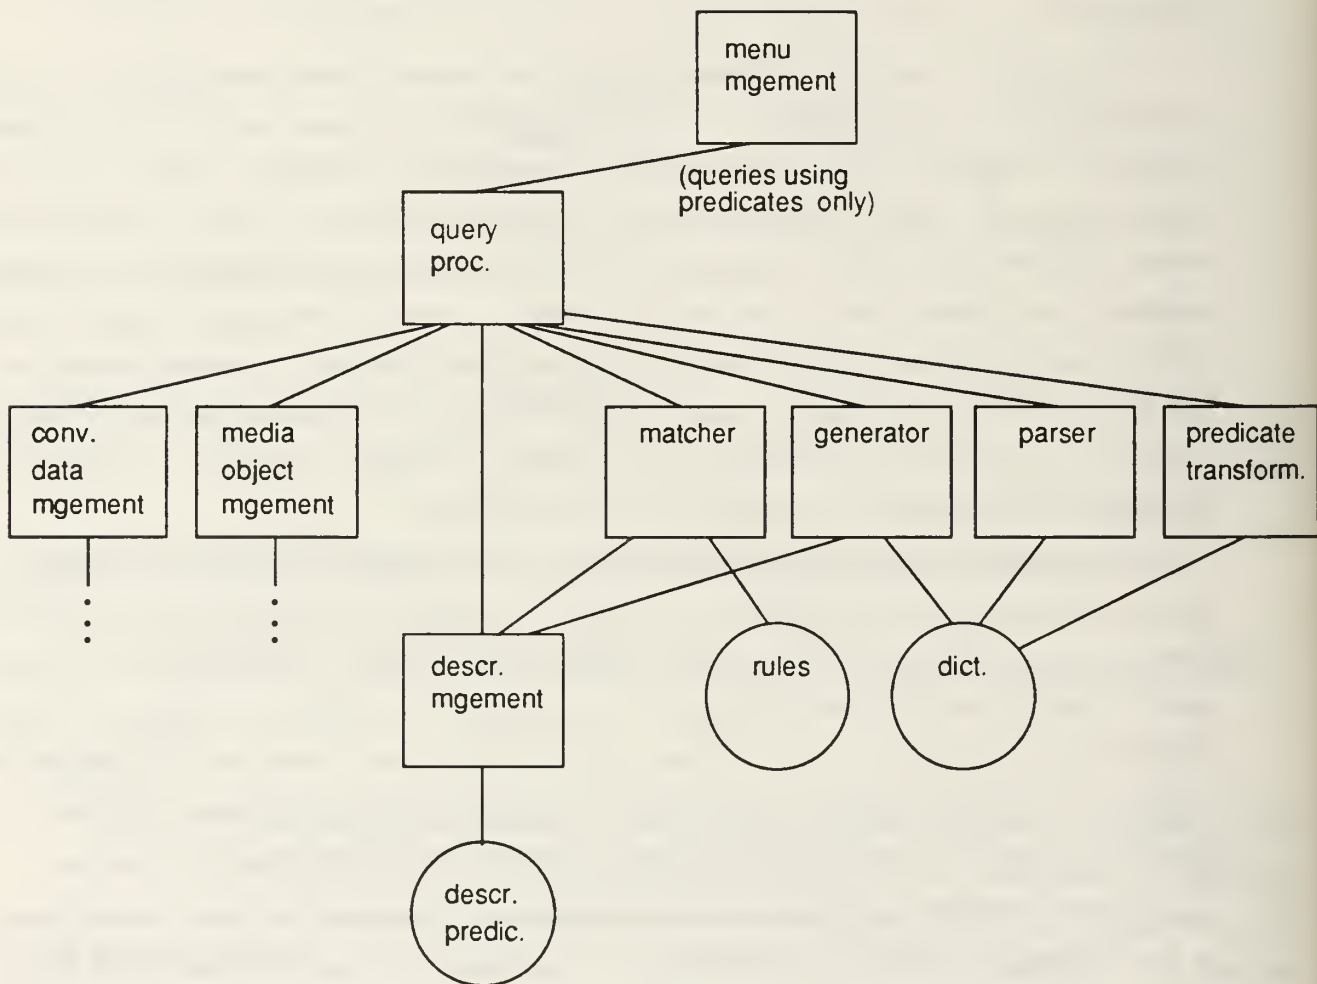 menu
mgement
(queries using
predicates only)
query
proc.
conv.
data
mgement
media
object
mgement
matcher
generator
parser
predicate
transform.
descr.
mgement
rules
dict.
descr.
predic.